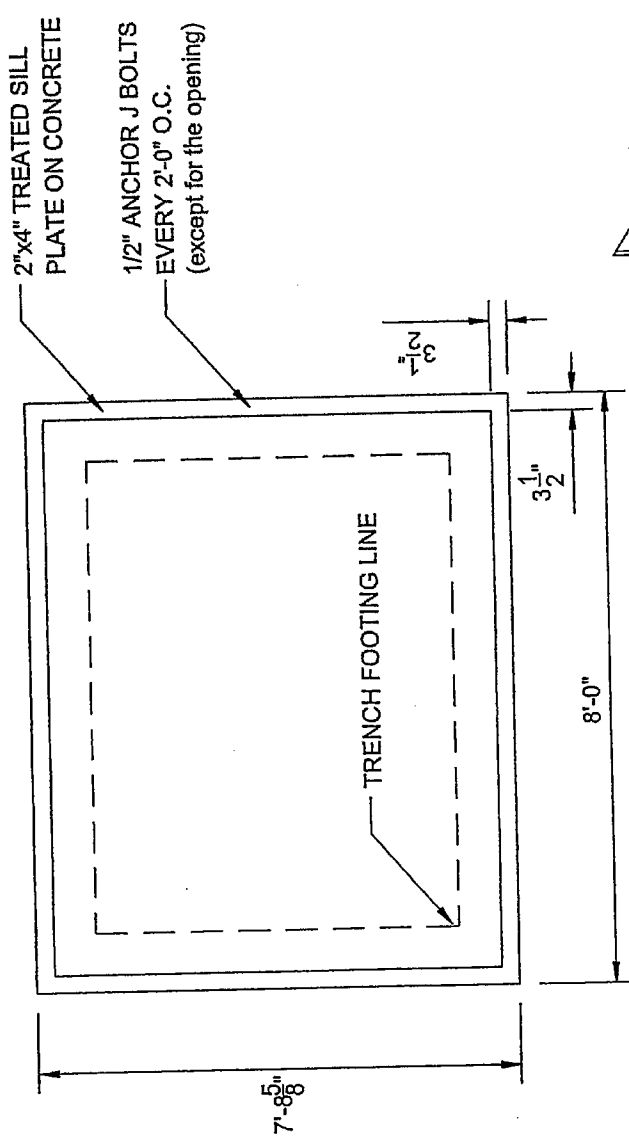 2"x4" TREATED SILL
PLATE ON CONCRETE
1/2" ANCHOR J BOLTS
EVERY 2'-0" O.C.
(except for the opening)
3 1/2"
3 1/2"
TRENCH FOOTING LINE
8'-0"
7'-8 5/8"